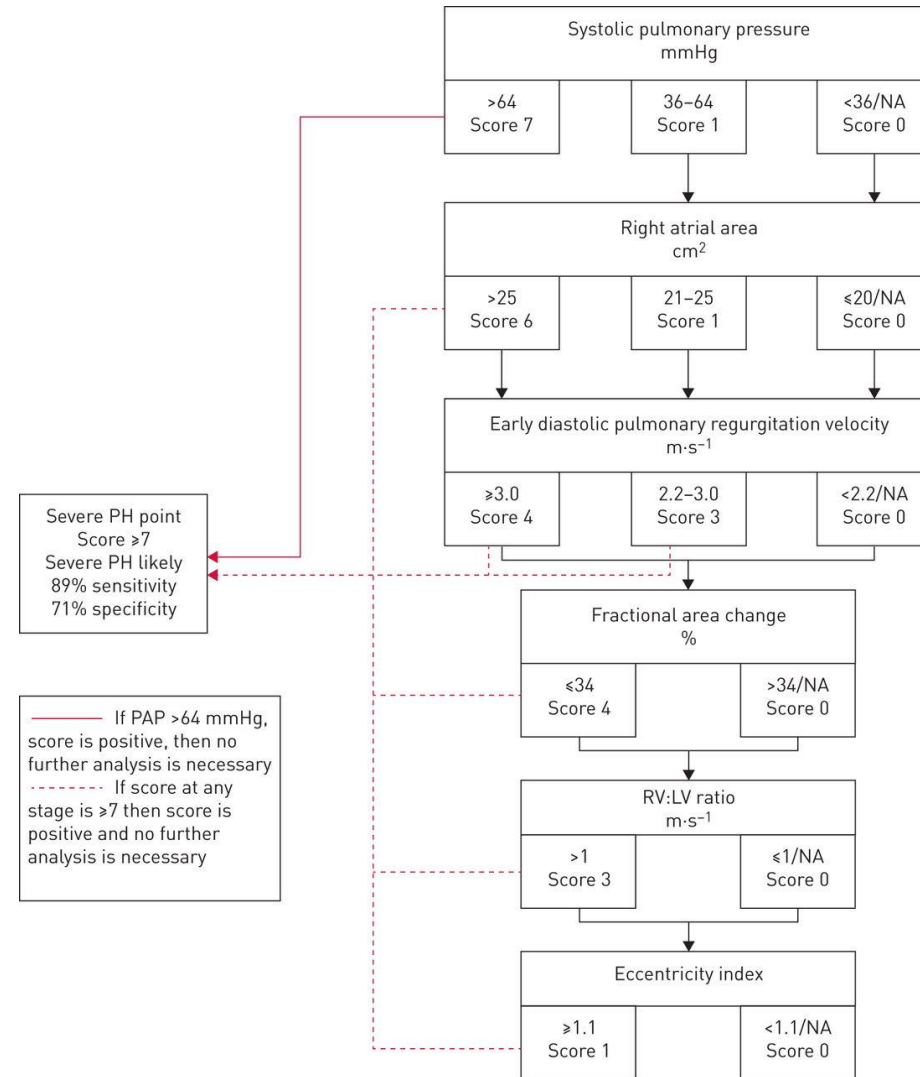 Systolic pulmonary pressure
mmHg
>64
Score 7
36–64
Score 1
<36/NA
Score 0
Right atrial area
cm²
>25
Score 6
21–25
Score 1
⩽20/NA
Score 0
Early diastolic pulmonary regurgitation velocity
m·s⁻¹
⩾3.0
Score 4
2.2–3.0
Score 3
<2.2/NA
Score 0
Severe PH point
Score ⩾7
Severe PH likely
89% sensitivity
71% specificity
Fractional area change
%
⩽34
Score 4
>34/NA
Score 0
If PAP >64 mmHg,
score is positive, then no
further analysis is necessary
If score at any
stage is ⩾7 then score is
positive and no further
analysis is necessary
RV:LV ratio
m·s⁻¹
>1
Score 3
⩽1/NA
Score 0
Eccentricity index
⩾1.1
Score 1
<1.1/NA
Score 0